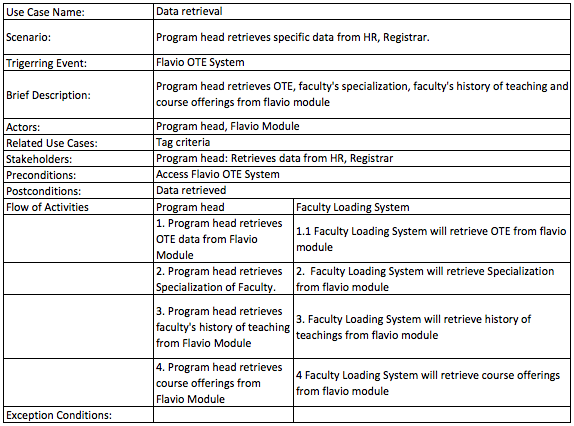 Use Case Name: Data retrieval
Scenario: Program head retrieves specific data from HR, Registrar.
Trigerring Event: Flavio OTE System
Brief Description: Program head retrieves OTE, faculty's specialization, faculty's history of teaching and
course offerings from flavio module
Actors: Program head, Flavio Module
Related Use Cases: Tag criteria
Stakeholders: Program head: Retrieves data from HR, Registrar
Preconditions: Access Flavio OTE System
Postconditions: Data retrieved
Flow of Activities Program head Faculty Loading System
1. Program head retrieves
OTE data from Flavio
Module
1.1 Faculty Loading System will retrieve OTE from flavio
module
2. Program head retrieves
Specialization of Faculty.
2.  Faculty Loading System will retrieve Specialization
from flavio module
3. Program head retrieves
faculty's history of teaching
from Flavio Module
3. Faculty Loading System will retrieve history of
teachings from flavio module
4. Program head retrieves
course offerings from
Flavio Module
4 Faculty Loading System will retrieve course offerings
from flavio module
Exception Conditions: